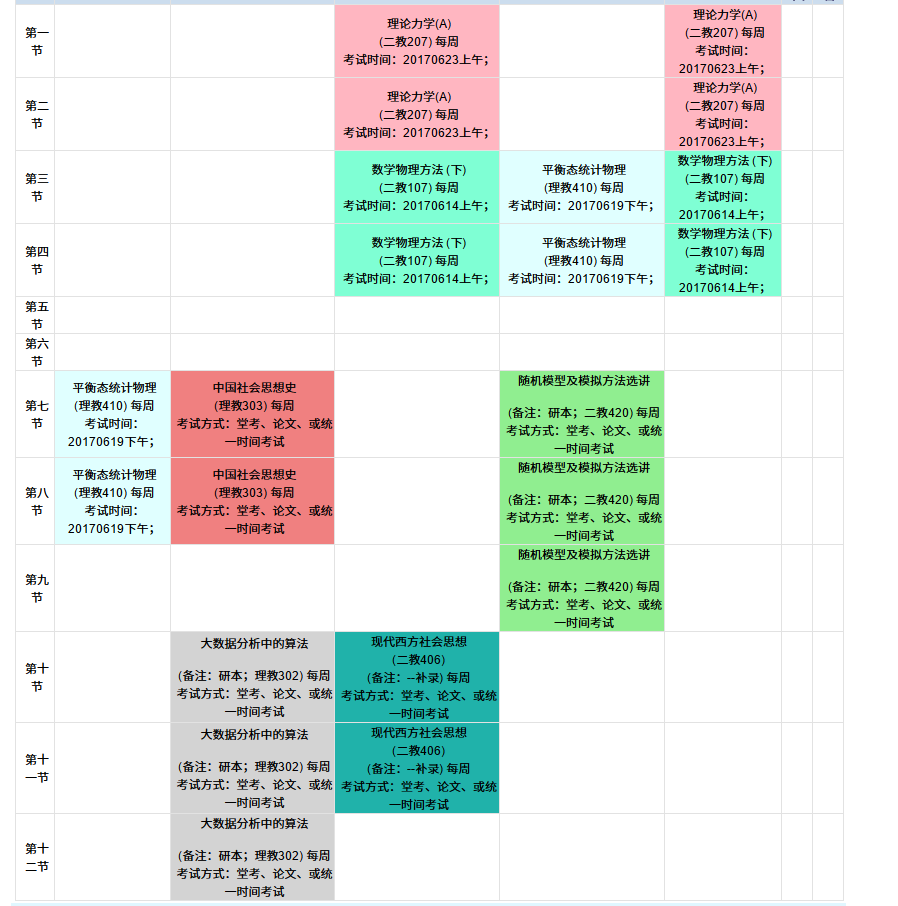 第一
节
理论力学(A)
(二教207) 每周
考试时间：20170623上午；
理论力学(A)
(二教207) 每周
考试时间：
20170623上午；
第二
节
理论力学(A)
(二教207) 每周
考试时间：20170623上午；
理论力学(A)
(二教207) 每周
考试时间：
20170623上午；
第三
节
数学物理方法 (下)
(二教107) 每周
考试时间：20170614上午；
平衡态统计物理
(理教410) 每周
考试时间：20170619下午；
数学物理方法 (下)
(二教107) 每周
考试时间：
20170614上午；
第四
节
数学物理方法 (下)
(二教107) 每周
考试时间：20170614上午；
平衡态统计物理
(理教410) 每周
考试时间：20170619下午；
数学物理方法 (下)
(二教107) 每周
考试时间：
20170614上午；
第五
节
第六
节
第七
节
平衡态统计物理
(理教410) 每周
考试时间：
20170619下午；
中国社会思想史
(理教303) 每周
考试方式：堂考、论文、或统
一时间考试
随机模型及模拟方法选讲
(备注：研本；二教420) 每周
考试方式：堂考、论文、或统
一时间考试
第八
节
平衡态统计物理
(理教410) 每周
考试时间：
20170619下午；
中国社会思想史
(理教303) 每周
考试方式：堂考、论文、或统
一时间考试
随机模型及模拟方法选讲
(备注：研本；二教420) 每周
考试方式：堂考、论文、或统
一时间考试
第九
节
随机模型及模拟方法选讲
(备注：研本；二教420) 每周
考试方式：堂考、论文、或统
一时间考试
第十
节
大数据分析中的算法
(备注：研本；理教302) 每周
考试方式：堂考、论文、或统
一时间考试
现代西方社会思想
(二教406)
(备注：--补录) 每周
考试方式：堂考、论文、或统
一时间考试
第十
一节
大数据分析中的算法
(备注：研本；理教302) 每周
考试方式：堂考、论文、或统
一时间考试
现代西方社会思想
(二教406)
(备注：--补录) 每周
考试方式：堂考、论文、或统
一时间考试
第十
二节
大数据分析中的算法
(备注：研本；理教302) 每周
考试方式：堂考、论文、或统
一时间考试